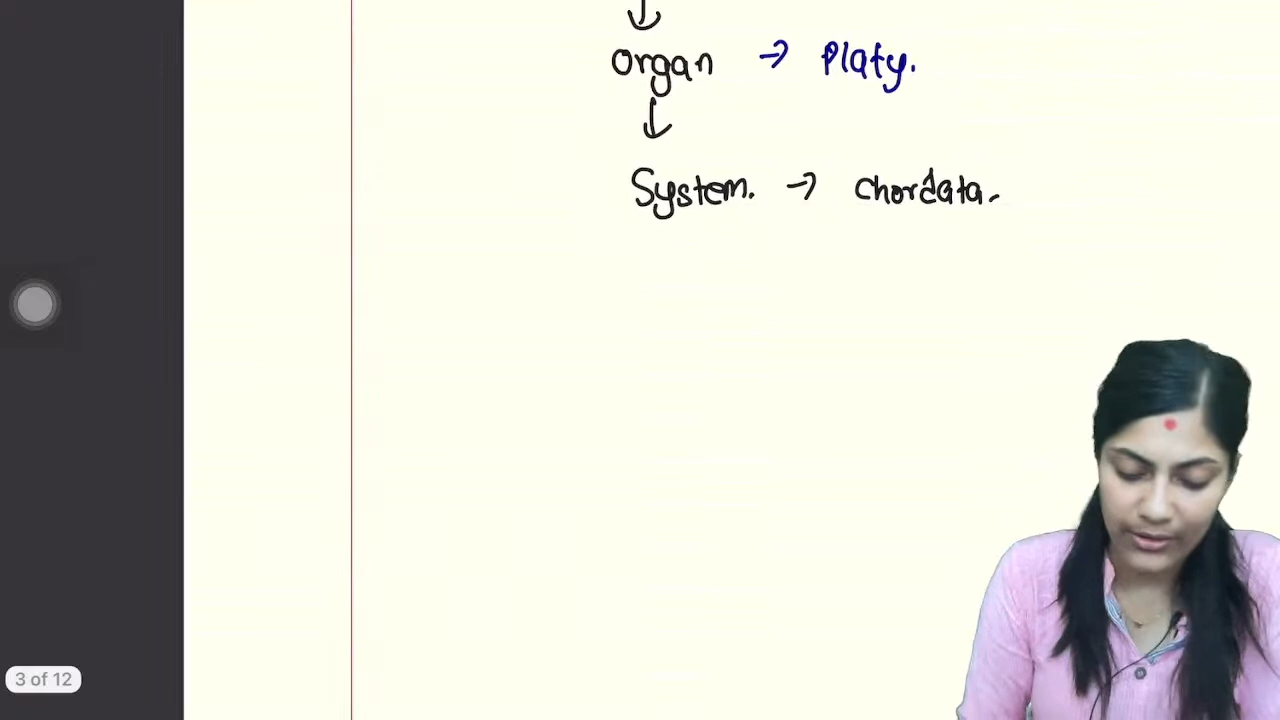 ↓
Organ → Platy.
↓
System. → Chordata.
3 of 12